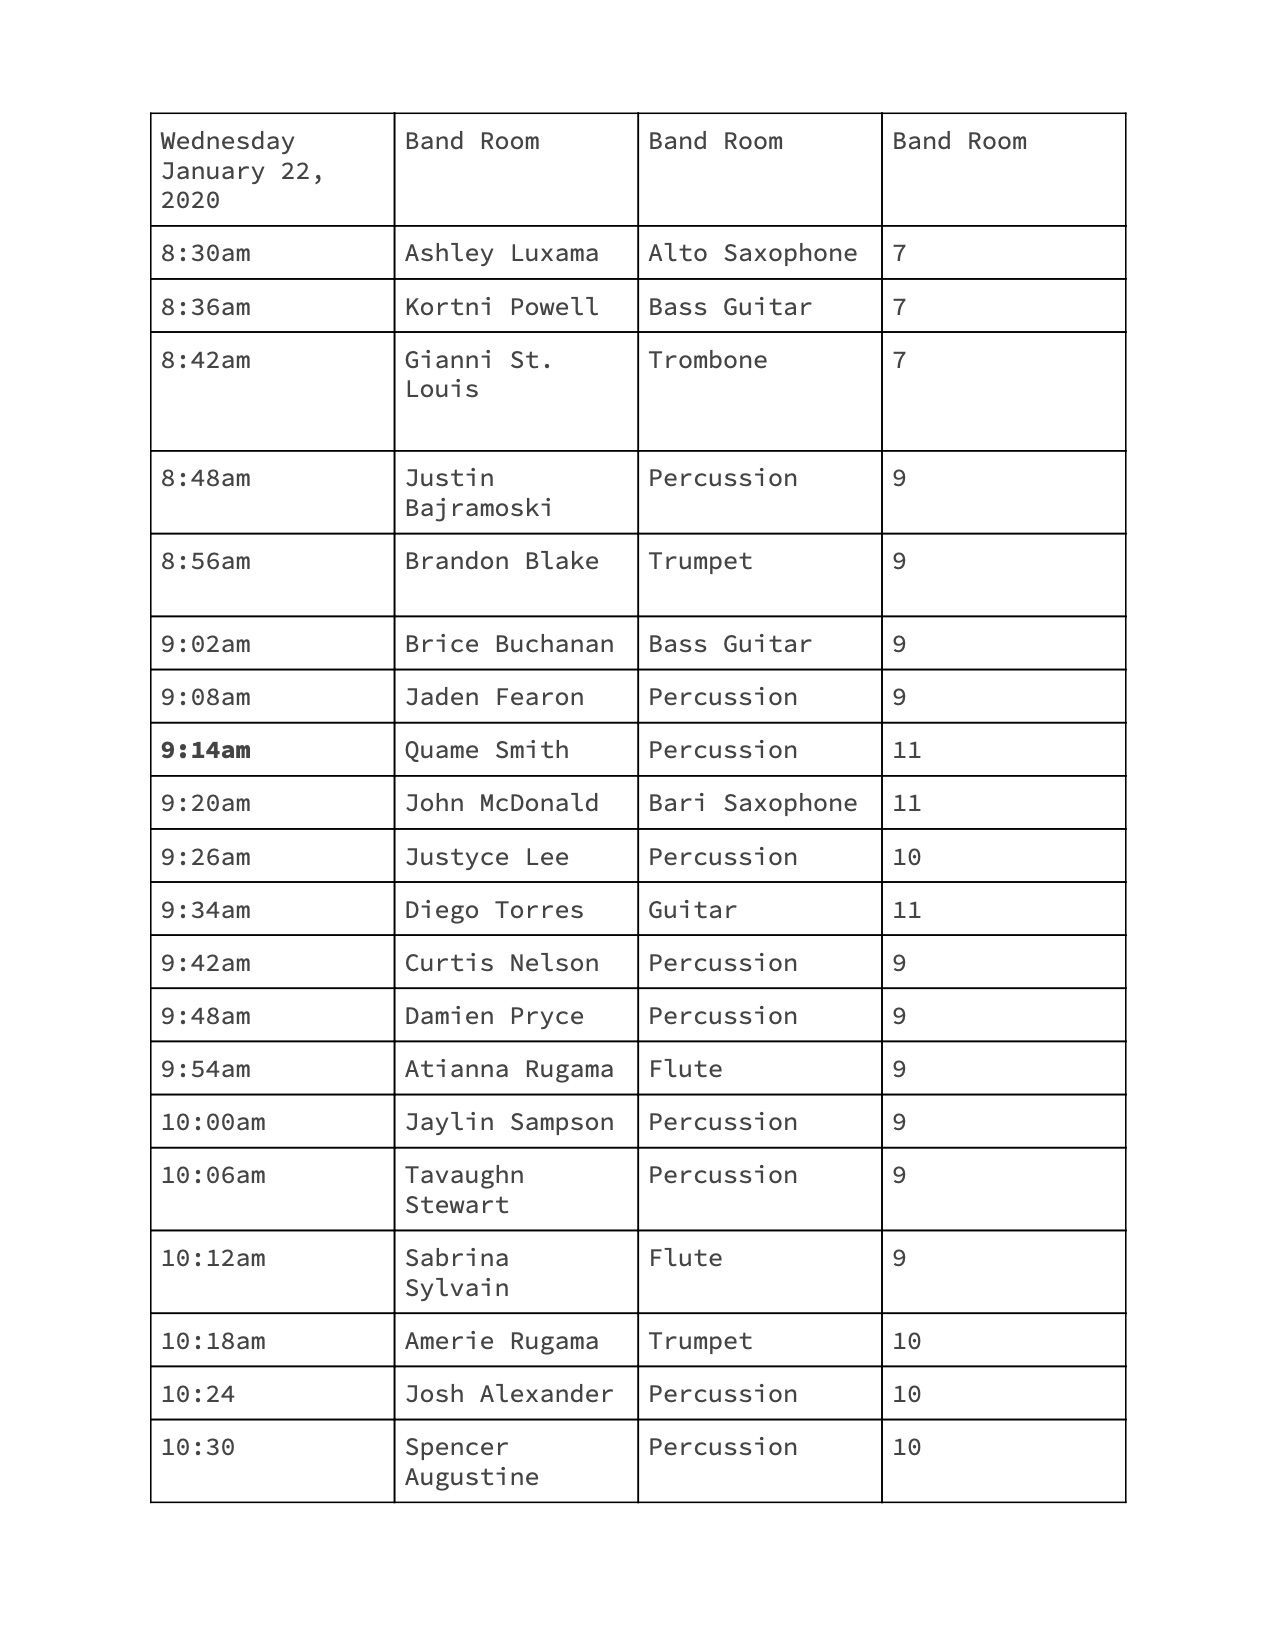 Wednesday Band Room Band Room Band Room
January 22,
2020
8:30am Ashley Luxama Alto Saxophone 7
8:36am Kortni Powell Bass Guitar 7
8:42am Gianni St. Trombone 7
Louis
8:48am Justin Percussion 9
Bajramoski
8:56am Brandon Blake Trumpet 9
9:02am Brice Buchanan Bass Guitar 9
9:08am Jaden Fearon Percussion 9
9:14am Quame Smith Percussion 11
9:20am John McDonald Bari Saxophone 11
9:26am Justyce Lee Percussion 10
9:34am Diego Torres Guitar 11
9:42am Curtis Nelson Percussion 9
9:48am Damien Pryce Percussion 9
9:54am Atianna Rugama Flute 9
10:00am Jaylin Sampson Percussion 9
10:06am Tavaughn Percussion 9
Stewart
10:12am Sabrina Flute 9
Sylvain
10:18am Amerie Rugama Trumpet 10
10:24 Josh Alexander Percussion 10
10:30 Spencer Percussion 10
Augustine